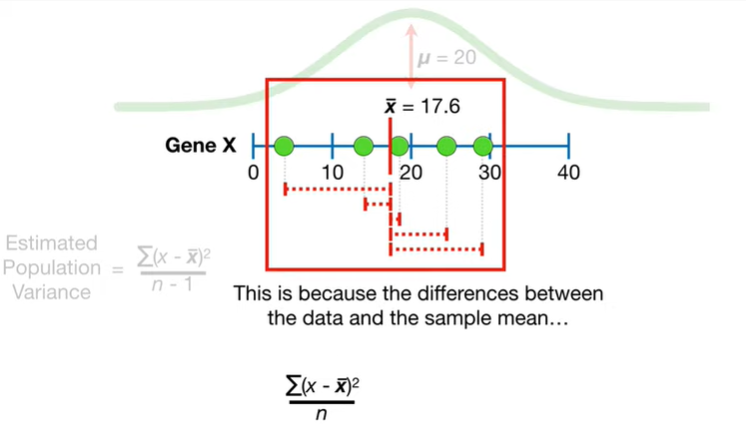 μ = 20
x̄ = 17.6
Gene X
0 10 20 30 40
Estimated
Population
Variance
= ∑(x - x̄)²
n - 1
This is because the differences between
the data and the sample mean…
∑(x - x̄)²
n